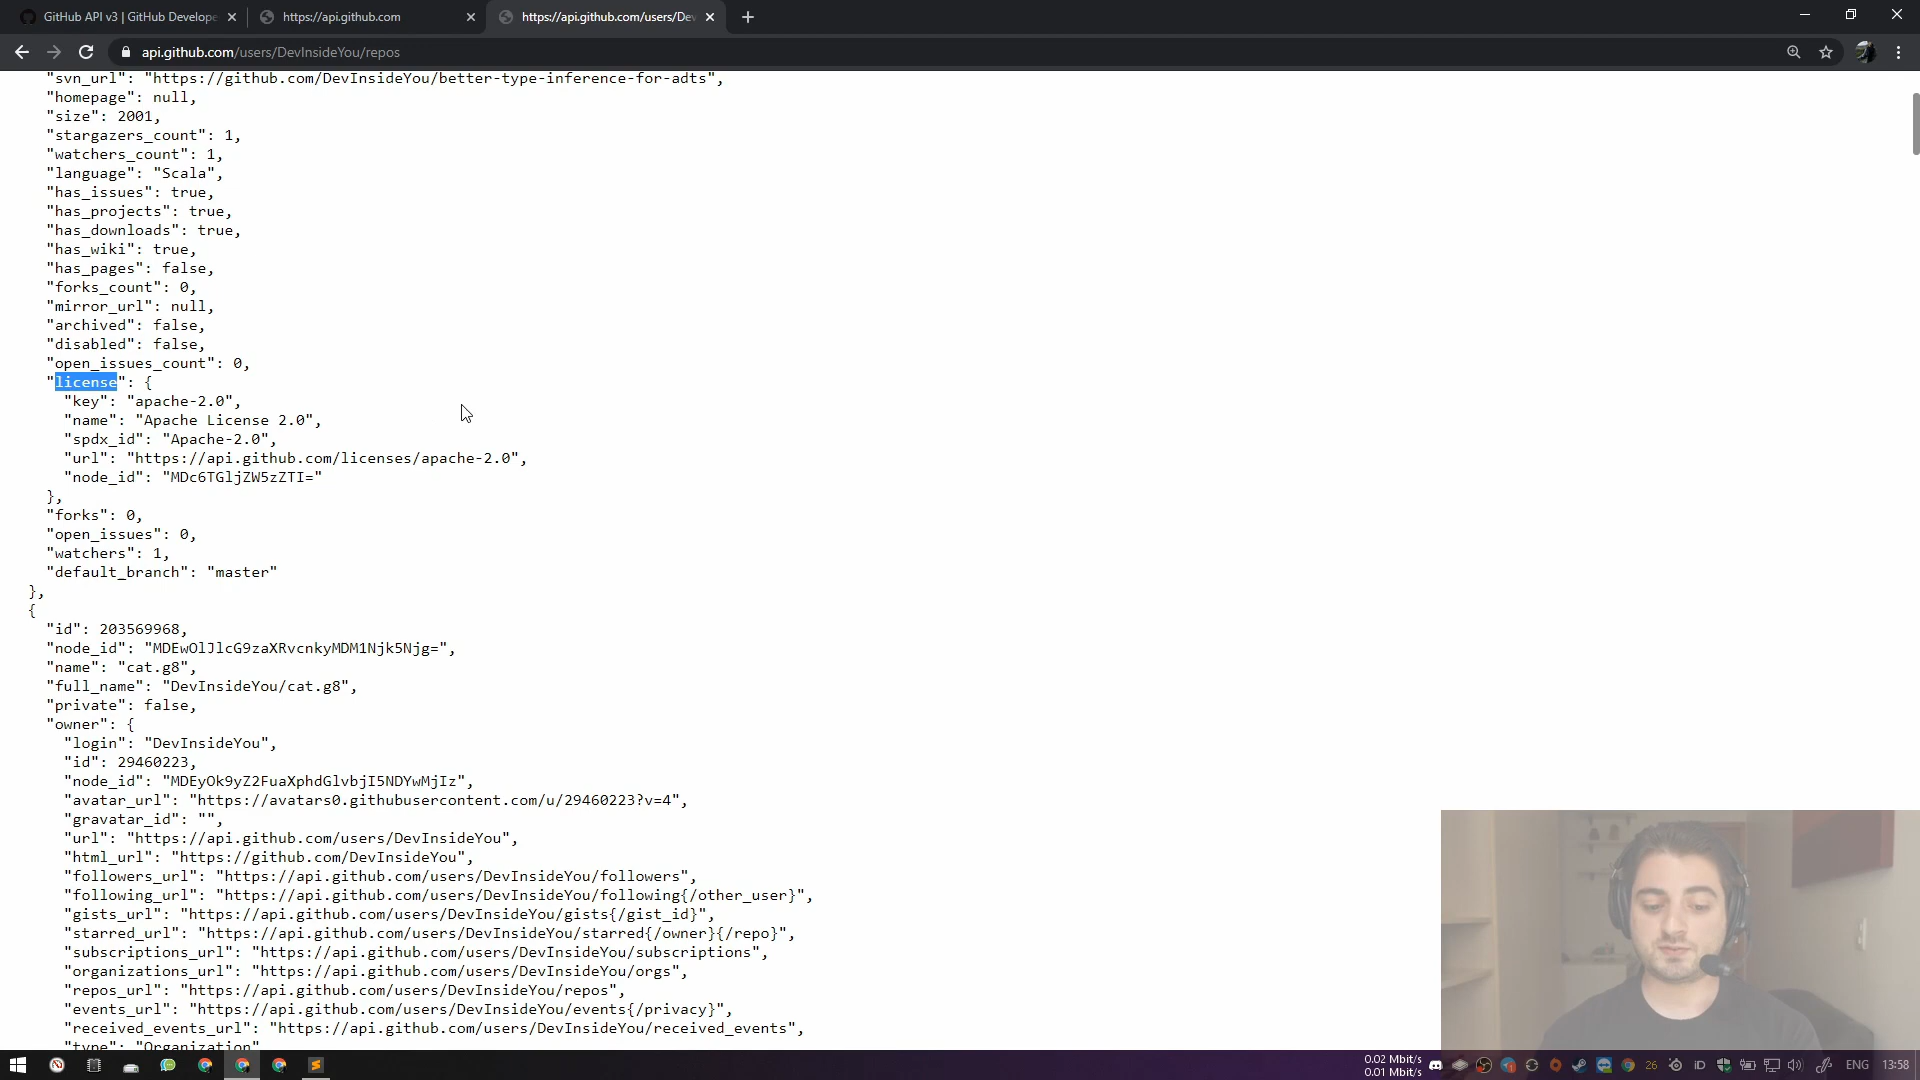 GitHub API v3 | GitHub Develope
https://api.github.com
https://api.github.com/users/De
api.github.com/users/DevInsideYou/repos
"svn_url": "https://github.com/DevInsideYou/better-type-inference-for-adts",
"homepage": null,
"size": 2001,
"stargazers_count": 1,
"watchers_count": 1,
"language": "Scala",
"has_issues": true,
"has_projects": true,
"has_downloads": true,
"has_wiki": true,
"has_pages": false,
"forks_count": 0,
"mirror_url": null,
"archived": false,
"disabled": false,
"open_issues_count": 0,
"license": {
"key": "apache-2.0",
"name": "Apache License 2.0",
"spdx_id": "Apache-2.0",
"url": "https://api.github.com/licenses/apache-2.0",
"node_id": "MDc6TGljZW5zZTI="
},
"forks": 0,
"open_issues": 0,
"watchers": 1,
"default_branch": "master"
},
{
"id": 203569968,
"node_id": "MDEwOlJlcG9zaXRvcnkyMDM1Njk5Njg=",
"name": "cat.g8",
"full_name": "DevInsideYou/cat.g8",
"private": false,
"owner": {
"login": "DevInsideYou",
"id": 29460223,
"node_id": "MDEyOk9yZ2FuaXphdGlvbjI5NDYwMjIz",
"avatar_url": "https://avatars0.githubusercontent.com/u/29460223?v=4",
"gravatar_id": "",
"url": "https://api.github.com/users/DevInsideYou",
"html_url": "https://github.com/DevInsideYou",
"followers_url": "https://api.github.com/users/DevInsideYou/followers",
"following_url": "https://api.github.com/users/DevInsideYou/following{/other_user}",
"gists_url": "https://api.github.com/users/DevInsideYou/gists{/gist_id}",
"starred_url": "https://api.github.com/users/DevInsideYou/starred{/owner}{/repo}",
"subscriptions_url": "https://api.github.com/users/DevInsideYou/subscriptions",
"organizations_url": "https://api.github.com/users/DevInsideYou/orgs",
"repos_url": "https://api.github.com/users/DevInsideYou/repos",
"events_url": "https://api.github.com/users/DevInsideYou/events{/privacy}",
"received_events_url": "https://api.github.com/users/DevInsideYou/received_events",
"type": "Organization"
0.02 Mbit/s
0.01 Mbit/s
26
iD
ENG
13:58